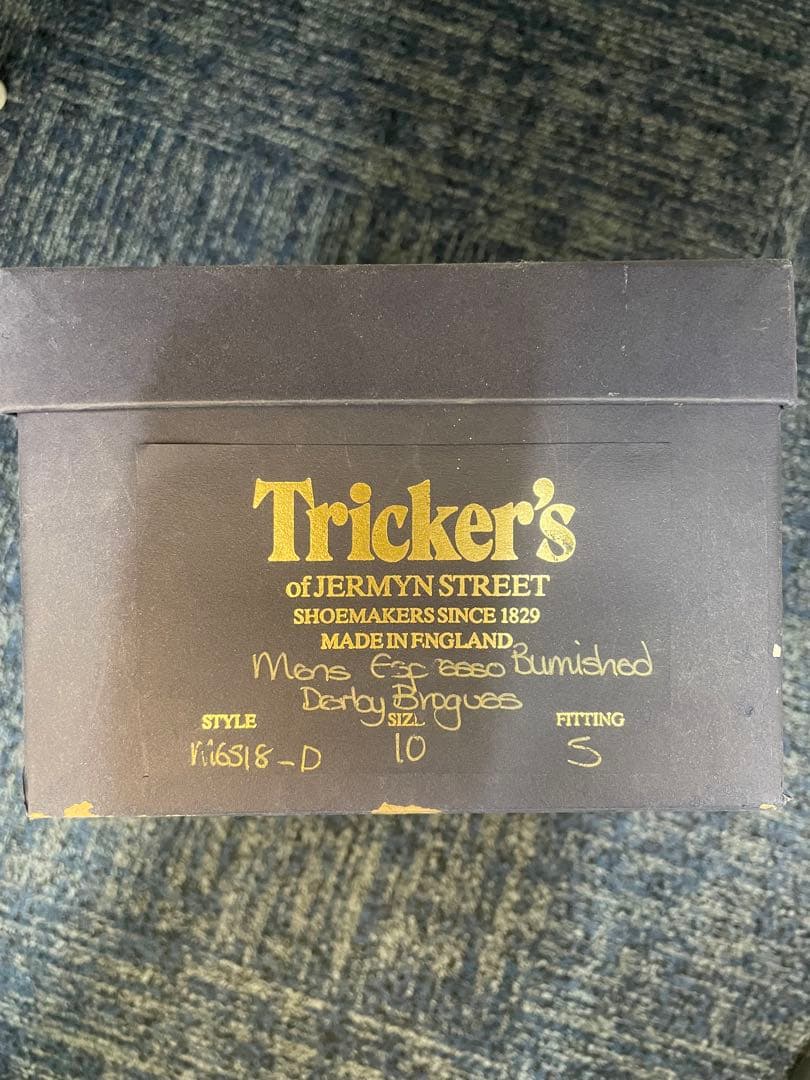 Tricker's
of JERMYN STREET
SHOEMAKERS SINCE 1829
MADE IN ENGLAND
Mens Espresso Burnished
Derby Brogues
STYLE SIZE FITTING
M6518-D 10 S